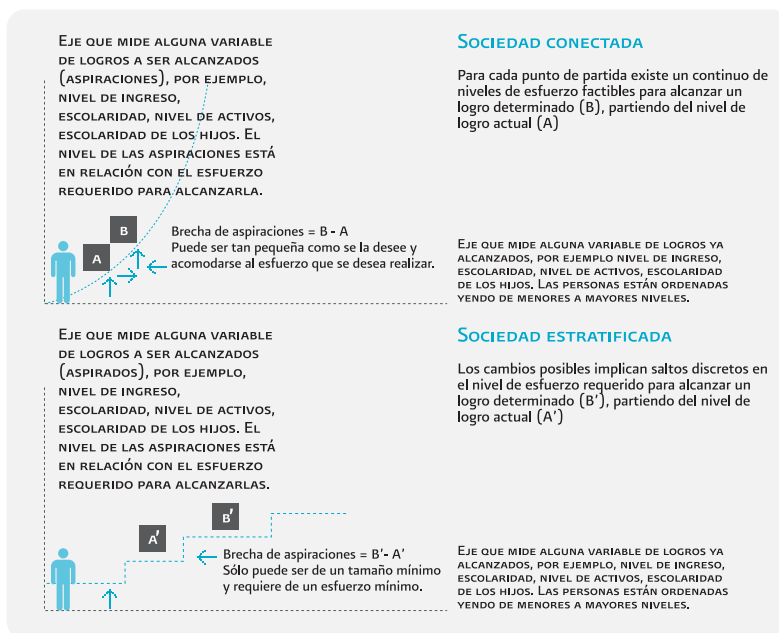 EJE QUE MIDE ALGUNA VARIABLE
DE LOGROS A SER ALCANZADOS
(ASPIRACIONES), POR EJEMPLO,
NIVEL DE INGRESO,
ESCOLARIDAD, NIVEL DE ACTIVOS,
ESCOLARIDAD DE LOS HIJOS. EL
NIVEL DE LAS ASPIRACIONES ESTÁ
EN RELACIÓN CON EL ESFUERZO
REQUERIDO PARA ALCANZARLA.
SOCIEDAD CONECTADA
Para cada punto de partida existe un continuo de
niveles de esfuerzo factibles para alcanzar un
logro determinado (B), partiendo del nivel de
logro actual (A)
B
A
Brecha de aspiraciones = B - A
Puede ser tan pequeña como se la desee y
acomodarse al esfuerzo que se desea realizar.
EJE QUE MIDE ALGUNA VARIABLE DE LOGROS YA
ALCANZADOS, POR EJEMPLO NIVEL DE INGRESO,
ESCOLARIDAD, NIVEL DE ACTIVOS, ESCOLARIDAD
DE LOS HIJOS. LAS PERSONAS ESTÁN ORDENADAS
YENDO DE MENORES A MAYORES NIVELES.
EJE QUE MIDE ALGUNA VARIABLE
DE LOGROS A SER ALCANZADOS
(ASPIRADOS), POR EJEMPLO,
NIVEL DE INGRESO,
ESCOLARIDAD, NIVEL DE ACTIVOS,
ESCOLARIDAD DE LOS HIJOS. EL
NIVEL DE LAS ASPIRACIONES ESTÁ
EN RELACIÓN CON EL ESFUERZO
REQUERIDO PARA ALCANZARLAS.
SOCIEDAD ESTRATIFICADA
Los cambios posibles implican saltos discretos en
el nivel de esfuerzo requerido para alcanzar un
logro determinado (B'), partiendo del nivel de
logro actual (A')
B'
A'
Brecha de aspiraciones = B'- A'
Sólo puede ser de un tamaño mínimo
y requiere de un esfuerzo mínimo.
EJE QUE MIDE ALGUNA VARIABLE DE LOGROS YA
ALCANZADOS, POR EJEMPLO, NIVEL DE INGRESO,
ESCOLARIDAD, NIVEL DE ACTIVOS, ESCOLARIDAD
DE LOS HIJOS. LAS PERSONAS ESTÁN ORDENADAS
YENDO DE MENORES A MAYORES NIVELES.